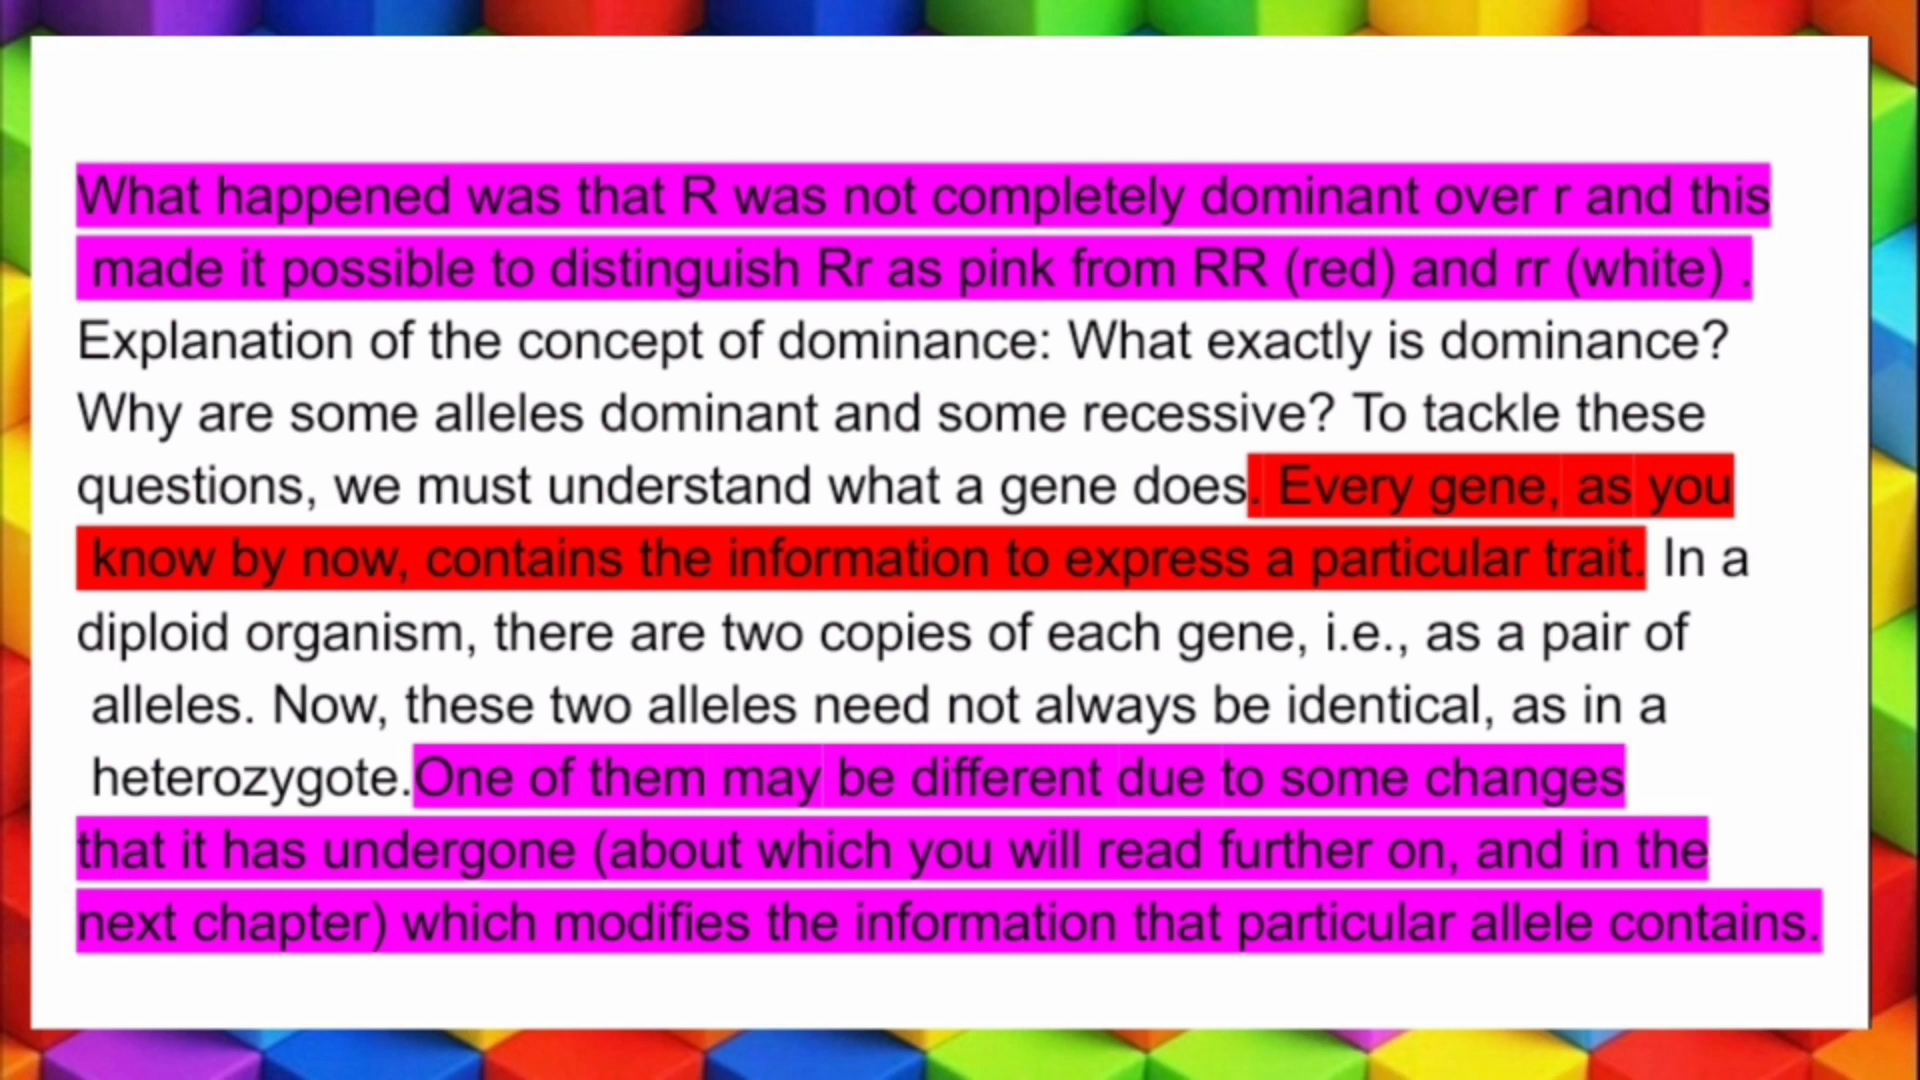 What happened was that R was not completely dominant over r and this
made it possible to distinguish Rr as pink from RR (red) and rr (white) .
Explanation of the concept of dominance: What exactly is dominance?
Why are some alleles dominant and some recessive? To tackle these
questions, we must understand what a gene does. Every gene, as you
know by now, contains the information to express a particular trait. In a
diploid organism, there are two copies of each gene, i.e., as a pair of
alleles. Now, these two alleles need not always be identical, as in a
heterozygote.One of them may be different due to some changes
that it has undergone (about which you will read further on, and in the
next chapter) which modifies the information that particular allele contains.